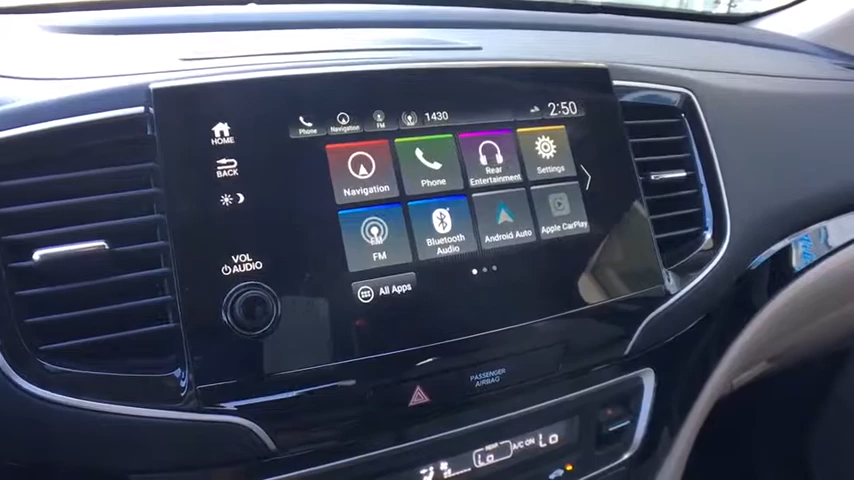 Phone Navigation FM 1430 2:50
HOME
BACK
VOL
AUDIO
Navigation Phone Rear Entertainment Settings
FM Bluetooth Audio Android Auto Apple CarPlay
All Apps
PASSENGER
AIRBAG
REAR
Lo A/C ON Lo